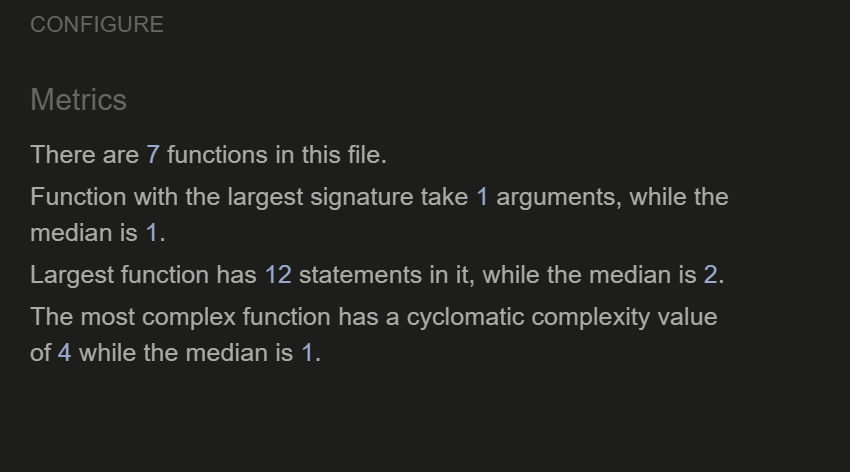 CONFIGURE
Metrics
There are 7 functions in this file.
Function with the largest signature take 1 arguments, while the
median is 1.
Largest function has 12 statements in it, while the median is 2.
The most complex function has a cyclomatic complexity value
of 4 while the median is 1.